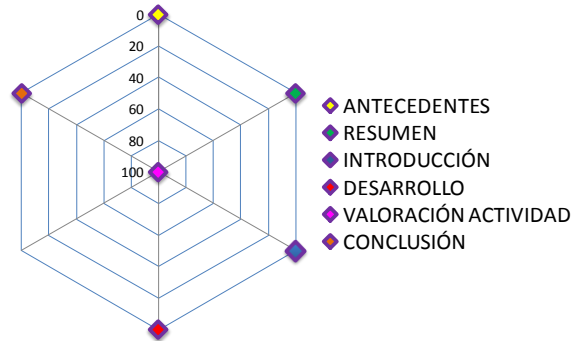 0
20
40
60
80
100
ANTECEDENTES
RESUMEN
INTRODUCCIÓN
DESARROLLO
VALORACIÓN ACTIVIDAD
CONCLUSIÓN